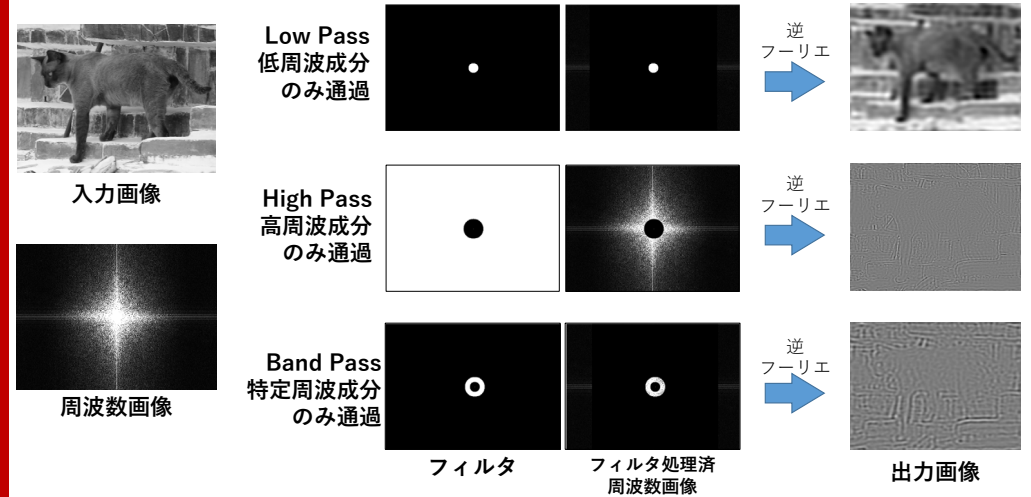 入力画像
周波数画像
Low Pass
低周波成分
のみ通過
逆
フーリエ
High Pass
高周波成分
のみ通過
逆
フーリエ
Band Pass
特定周波成分
のみ通過
逆
フーリエ
フィルタ
フィルタ処理済
周波数画像
出力画像